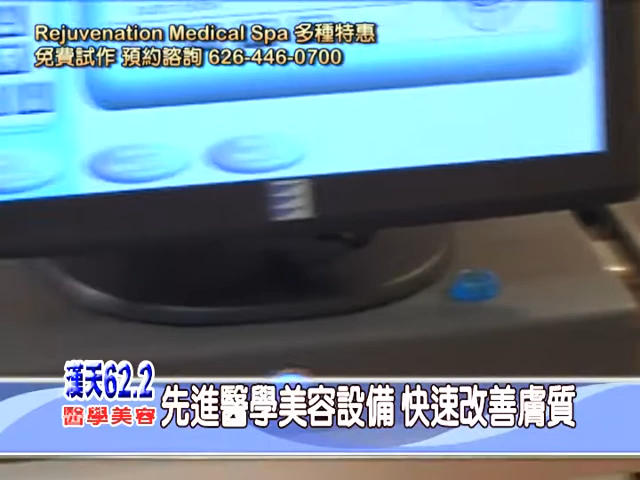 Rejuvenation Medical Spa 多種特惠
免費試作 預約諮詢 626-446-0700
漢天62.2
醫學美容
先進醫學美容設備 快速改善膚質